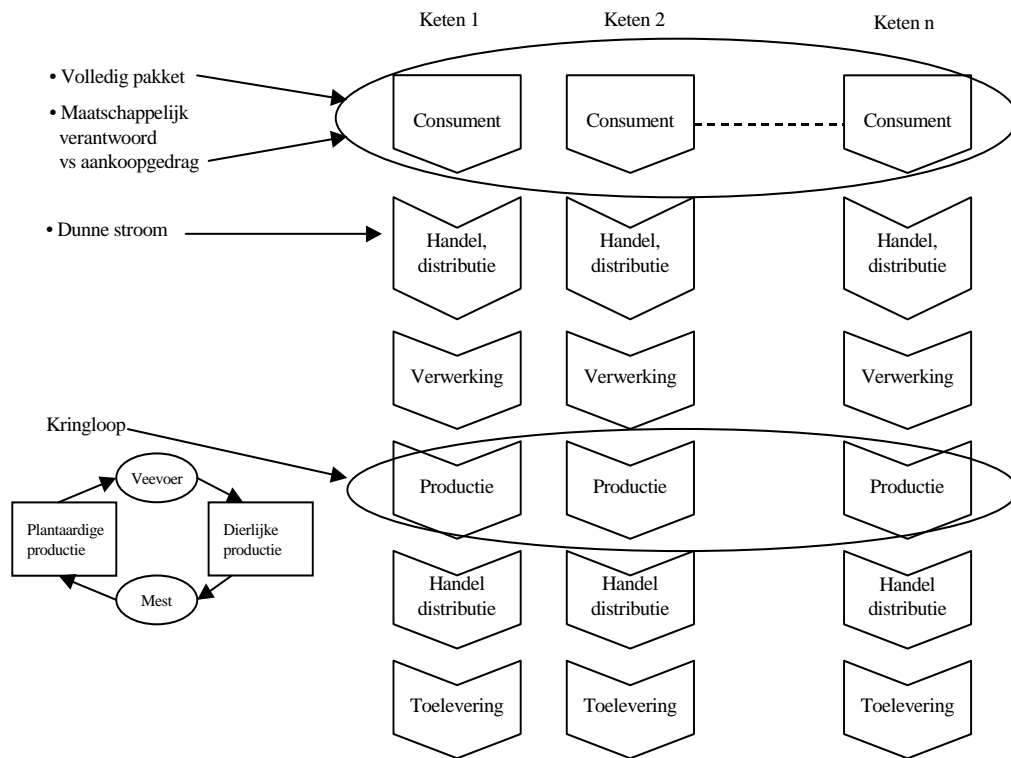 Keten 1
Keten 2
Keten n
• Volledig pakket
• Maatschappelijk
verantwoord
vs aankoopgedrag
Consument
Consument
Consument
• Dunne stroom
Handel,
distributie
Handel,
distributie
Handel,
distributie
Verwerking
Verwerking
Verwerking
Kringloop
Veevoer
Plantaardige
productie
Dierlijke
productie
Mest
Productie
Productie
Productie
Handel
distributie
Handel
distributie
Handel
distributie
Toelevering
Toelevering
Toelevering